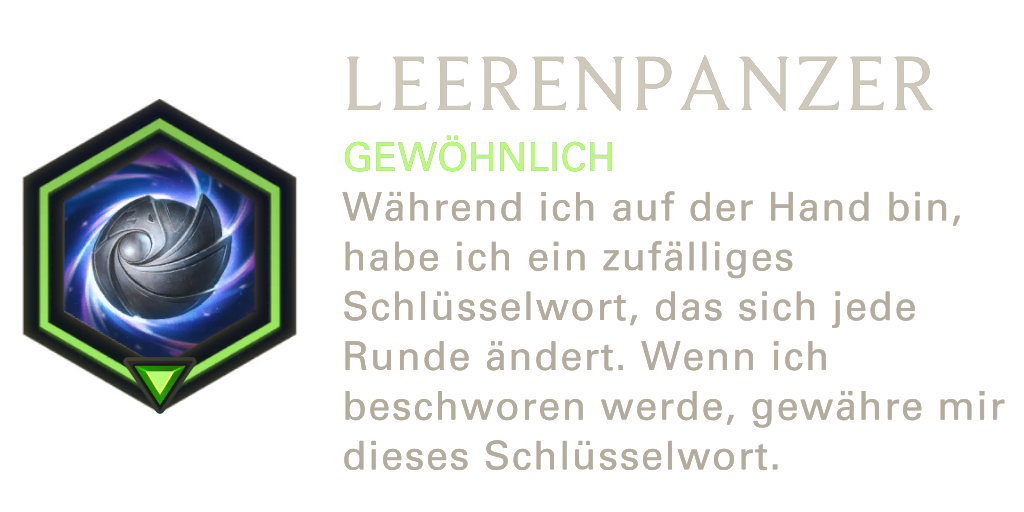 LEERENPANZER
GEWÖHNLICH
Während ich auf der Hand bin,
habe ich ein zufälliges
Schlüsselwort, das sich jede
Runde ändert. Wenn ich
beschworen werde, gewähre mir
dieses Schlüsselwort.